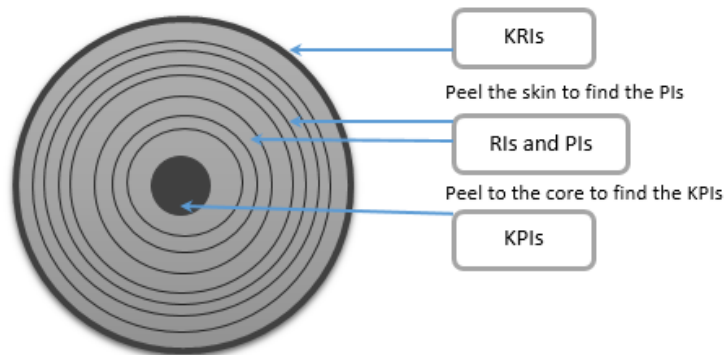 KRIs
Peel the skin to find the PIs
RIs and PIs
Peel to the core to find the KPIs
KPIs